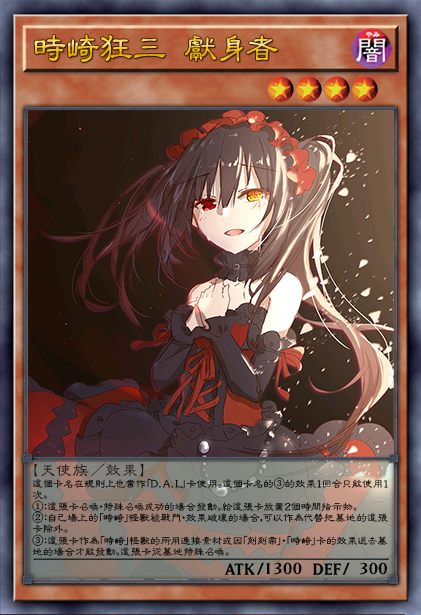 時崎狂三 獻身者
やみ
闇
【天使族／效果】
這個卡名在規則上也當作「D.A.L」卡使用。這個卡名的③的效果1回合只能使用1
次。
①:這張卡召喚·特殊召喚成功的場合發動。給這張卡放置2個時間指示物。
②:自己場上的「時崎」怪獸被戰鬥·效果破壞的場合,可以作為代替把墓地的這張
卡除外。
③:這張卡作為「時崎」怪獸的所用連接素材或因「刻刻帝」·「時崎」卡的效果送去墓
地的場合才能發動。這張卡從墓地特殊召喚。
ATK/1300 DEF/ 300